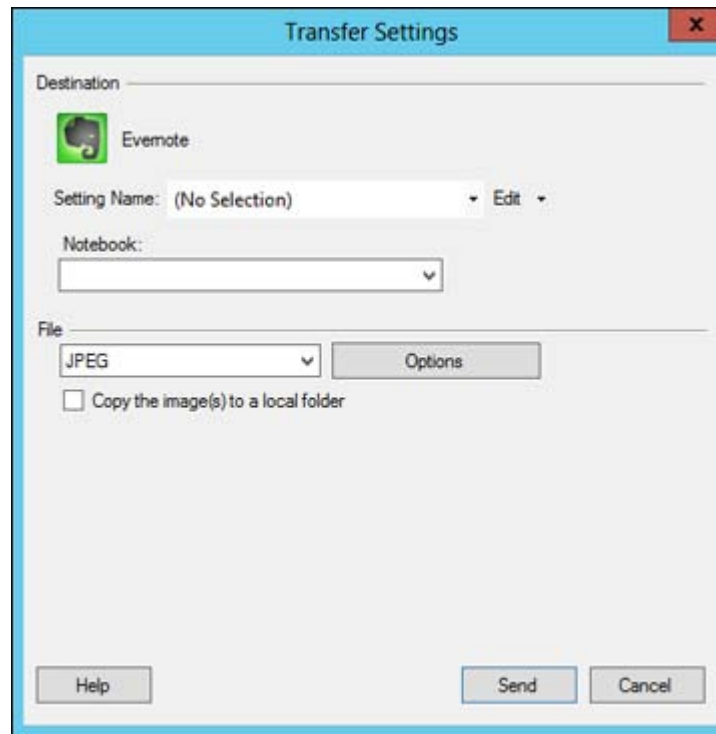 Transfer Settings
x
Destination
Evernote
Setting Name: (No Selection) Edit
Notebook:
File
JPEG Options
Copy the image(s) to a local folder
Help Send Cancel